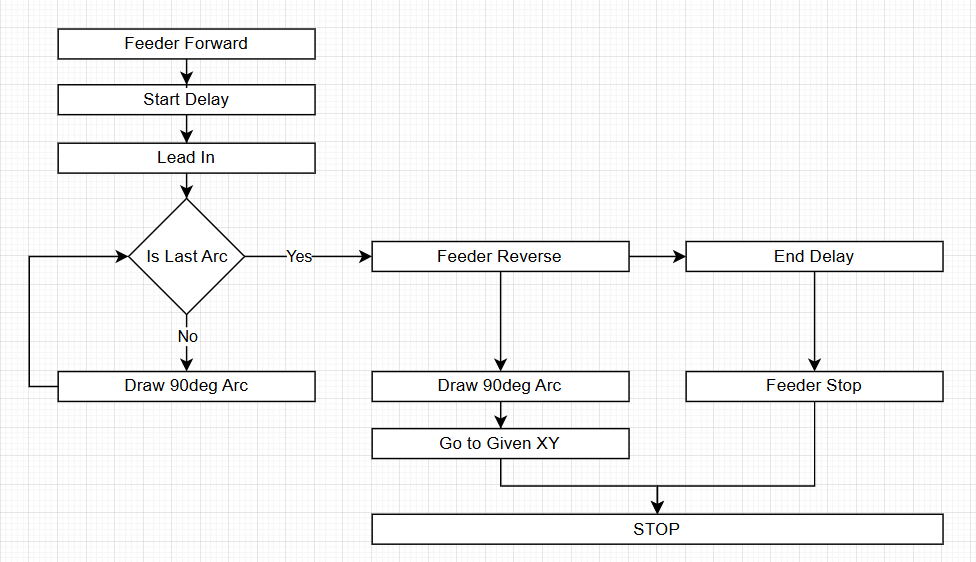 Feeder Forward
Start Delay
Lead In
Is Last Arc
Yes
Feeder Reverse
End Delay
No
Draw 90deg Arc
Draw 90deg Arc
Feeder Stop
Go to Given XY
STOP